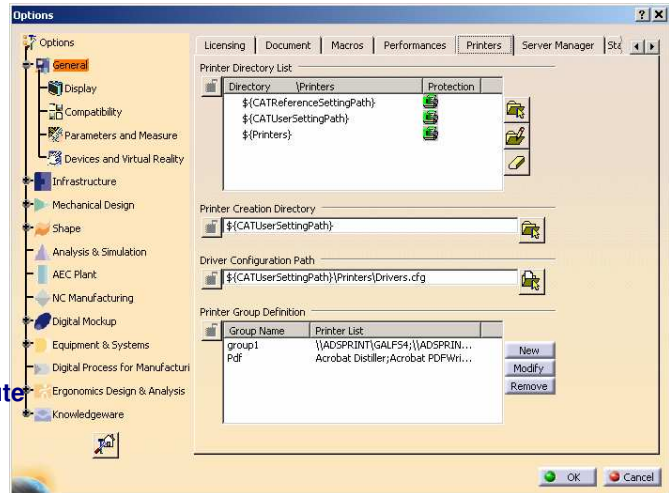 Options
Options
General
Display
Compatibility
Parameters and Measure
Devices and Virtual Reality
Infrastructure
Mechanical Design
Shape
Analysis & Simulation
AEC Plant
NC Manufacturing
Digital Mockup
Equipment & Systems
Digital Process for Manufacturi
Ergonomics Design & Analysis
Knowledgeware
Licensing Document Macros Performances Printers Server Manager
Printer Directory List
Directory \Printers Protection
${CATReferenceSettingPath}
${CATUserSettingPath}
${Printers}
Printer Creation Directory
${CATUserSettingPath}
Driver Configuration Path
${CATUserSettingPath}\Printers\Drivers.cfg
Printer Group Definition
Group Name Printer List
group1 \\ADSPRINT\GALFS4;\\ADSPRIN...
Pdf Acrobat Distiller;Acrobat PDFWri...
New
Modify
Remove
OK Cancel